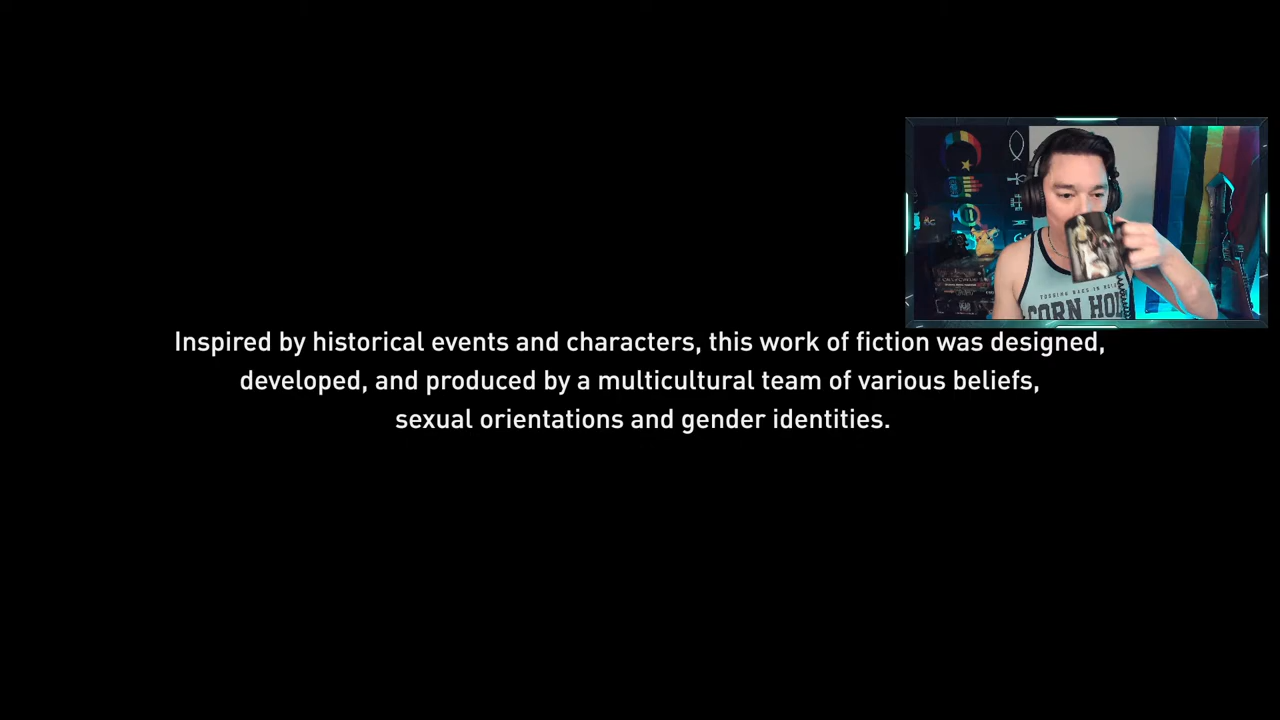 Inspired by historical events and characters, this work of fiction was designed,
developed, and produced by a multicultural team of various beliefs,
sexual orientations and gender identities.
CORN HOL